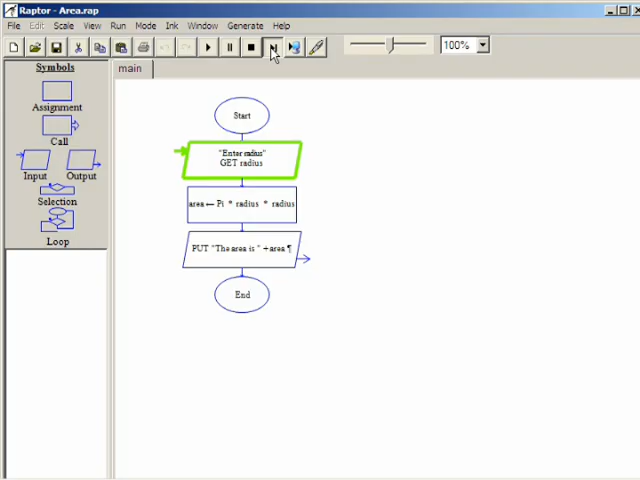 Raptor - Area.rap
File Edit Scale View Run Mode Ink Window Generate Help
100%
Symbols
main
Assignment
Call
Input Output
Selection
Loop
Start
"Enter radius"
GET radius
area ← Pi * radius * radius
PUT "The area is " + area ¶
End